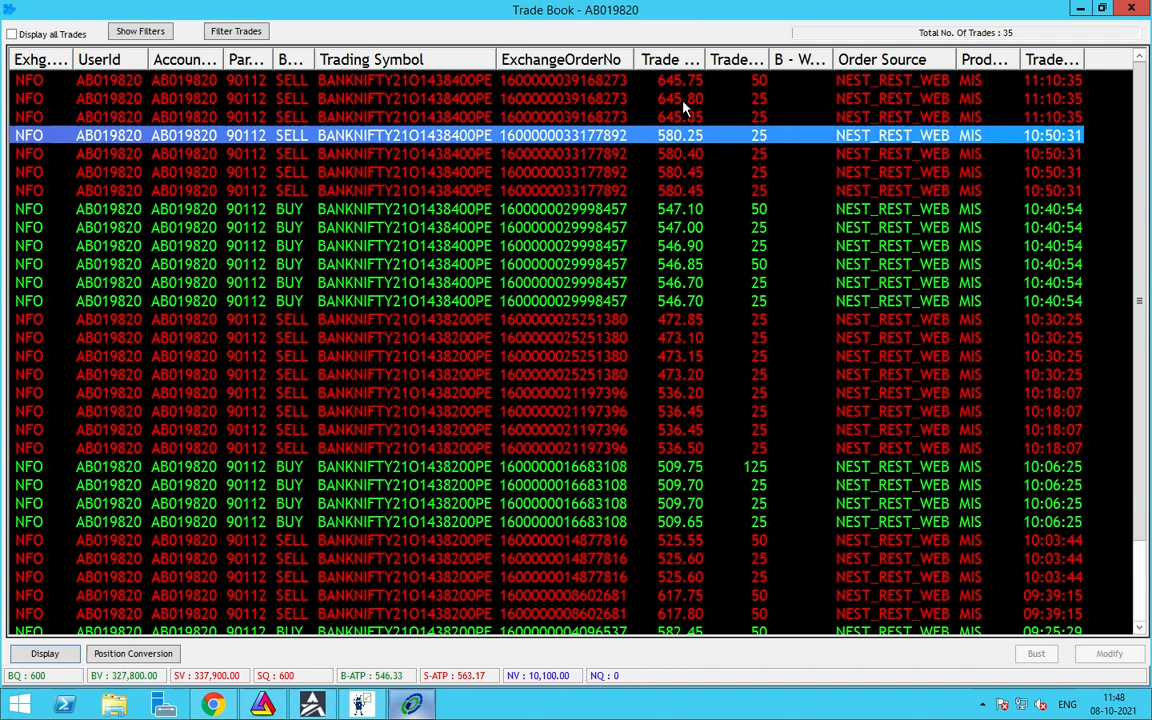 Trade Book - AB019820
Display all Trades Show Filters Filter Trades Total No. Of Trades : 35
Exhg.... UserId Accoun... Par... B... Trading Symbol ExchangeOrderNo Trade ... Trade... B - W... Order Source Prod... Trade...
NFO AB019820 AB019820 90112 SELL BANKNIFTY21O1438400PE 1600000039168273 645.75 50 NEST_REST_WEB MIS 11:10:35
NFO AB019820 AB019820 90112 SELL BANKNIFTY21O1438400PE 1600000039168273 645.80 25 NEST_REST_WEB MIS 11:10:35
NFO AB019820 AB019820 90112 SELL BANKNIFTY21O1438400PE 1600000039168273 25 NEST_REST_WEB MIS 11:10:35
NFO AB019820 AB019820 90112 SELL BANKNIFTY21O1438400PE 1600000033177892 580.25 25 NEST_REST_WEB MIS 10:50:31
NFO AB019820 AB019820 90112 SELL BANKNIFTY21O1438400PE 1600000033177892 580.40 25 NEST_REST_WEB MIS 10:50:31
NFO AB019820 AB019820 90112 SELL BANKNIFTY21O1438400PE 1600000033177892 580.45 25 NEST_REST_WEB MIS 10:50:31
NFO AB019820 AB019820 90112 SELL BANKNIFTY21O1438400PE 1600000033177892 580.45 25 NEST_REST_WEB MIS 10:50:31
NFO AB019820 AB019820 90112 BUY BANKNIFTY21O1438400PE 1600000029998457 547.10 50 NEST_REST_WEB MIS 10:40:54
NFO AB019820 AB019820 90112 BUY BANKNIFTY21O1438400PE 1600000029998457 547.00 25 NEST_REST_WEB MIS 10:40:54
NFO AB019820 AB019820 90112 BUY BANKNIFTY21O1438400PE 1600000029998457 546.90 25 NEST_REST_WEB MIS 10:40:54
NFO AB019820 AB019820 90112 BUY BANKNIFTY21O1438400PE 1600000029998457 546.85 50 NEST_REST_WEB MIS 10:40:54
NFO AB019820 AB019820 90112 BUY BANKNIFTY21O1438400PE 1600000029998457 546.70 25 NEST_REST_WEB MIS 10:40:54
NFO AB019820 AB019820 90112 BUY BANKNIFTY21O1438400PE 1600000029998457 546.70 25 NEST_REST_WEB MIS 10:40:54
NFO AB019820 AB019820 90112 SELL BANKNIFTY21O1438400PE 1600000025251380 472.85 25 NEST_REST_WEB MIS 10:30:25
NFO AB019820 AB019820 90112 SELL BANKNIFTY21O1438400PE 1600000025251380 473.10 25 NEST_REST_WEB MIS 10:30:25
NFO AB019820 AB019820 90112 SELL BANKNIFTY21O1438400PE 1600000025251380 473.15 25 NEST_REST_WEB MIS 10:30:25
NFO AB019820 AB019820 90112 SELL BANKNIFTY21O1438400PE 1600000025251380 473.20 25 NEST_REST_WEB MIS 10:30:25
NFO AB019820 AB019820 90112 SELL BANKNIFTY21O1438200PE 1600000021197396 536.20 25 NEST_REST_WEB MIS 10:18:07
NFO AB019820 AB019820 90112 SELL BANKNIFTY21O1438200PE 1600000021197396 536.45 25 NEST_REST_WEB MIS 10:18:07
NFO AB019820 AB019820 90112 SELL BANKNIFTY21O1438200PE 1600000021197396 536.45 25 NEST_REST_WEB MIS 10:18:07
NFO AB019820 AB019820 90112 SELL BANKNIFTY21O1438200PE 1600000021197396 536.50 25 NEST_REST_WEB MIS 10:18:07
NFO AB019820 AB019820 90112 BUY BANKNIFTY21O1438200PE 1600000016683108 509.75 125 NEST_REST_WEB MIS 10:06:25
NFO AB019820 AB019820 90112 BUY BANKNIFTY21O1438200PE 1600000016683108 509.70 25 NEST_REST_WEB MIS 10:06:25
NFO AB019820 AB019820 90112 BUY BANKNIFTY21O1438200PE 1600000016683108 509.70 25 NEST_REST_WEB MIS 10:06:25
NFO AB019820 AB019820 90112 BUY BANKNIFTY21O1438200PE 1600000016683108 509.65 25 NEST_REST_WEB MIS 10:06:25
NFO AB019820 AB019820 90112 SELL BANKNIFTY21O1438200PE 1600000014877816 525.55 50 NEST_REST_WEB MIS 10:03:44
NFO AB019820 AB019820 90112 SELL BANKNIFTY21O1438200PE 1600000014877816 525.60 25 NEST_REST_WEB MIS 10:03:44
NFO AB019820 AB019820 90112 SELL BANKNIFTY21O1438200PE 1600000014877816 525.60 25 NEST_REST_WEB MIS 10:03:44
NFO AB019820 AB019820 90112 SELL BANKNIFTY21O1438200PE 1600000008602681 617.75 50 NEST_REST_WEB MIS 09:39:15
NFO AB019820 AB019820 90112 SELL BANKNIFTY21O1438200PE 1600000008602681 617.80 50 NEST_REST_WEB MIS 09:39:15
NFO AB019820 AB019820 90112 BUY BANKNIFTY21O1438200PE 1600000004096537 582.45 50 NEST_REST_WEB MIS 09:25:29
Display Position Conversion Bust Modify
BQ : 600 BV : 327,800.00 SV : 337,900.00 SQ : 600 B-ATP : 546.33 S-ATP : 563.17 NV : 10,100.00 NQ : 0
ENG 11:48
08-10-2021